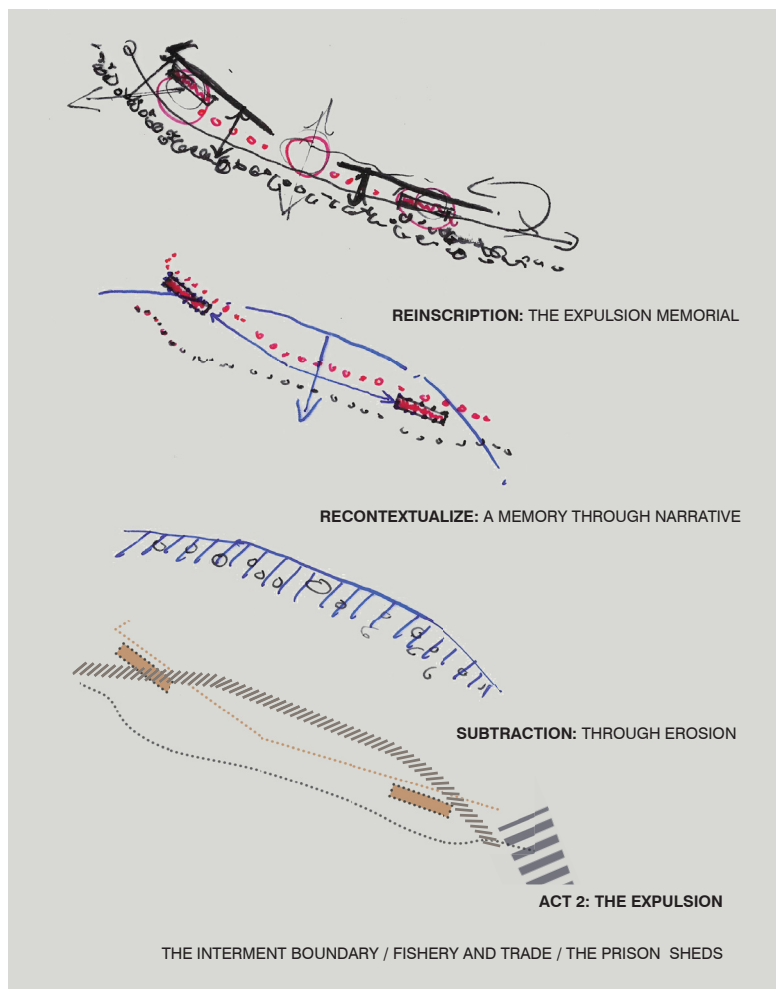 REINSCRIPTION: THE EXPULSION MEMORIAL
RECONTEXTUALIZE: A MEMORY THROUGH NARRATIVE
SUBTRACTION: THROUGH EROSION
ACT 2: THE EXPULSION
THE INTERMENT BOUNDARY / FISHERY AND TRADE / THE PRISON SHEDS